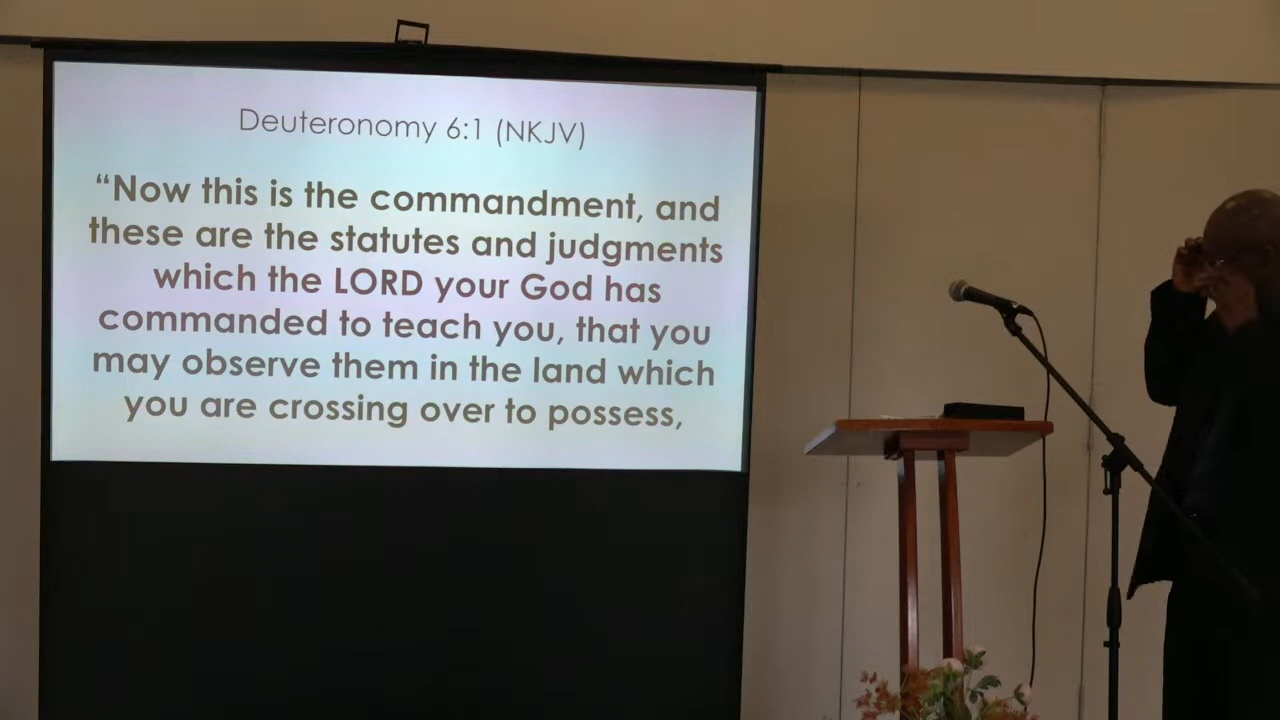 Deuteronomy 6:1 (NKJV)
“Now this is the commandment, and
these are the statutes and judgments
which the LORD your God has
commanded to teach you, that you
may observe them in the land which
you are crossing over to possess,